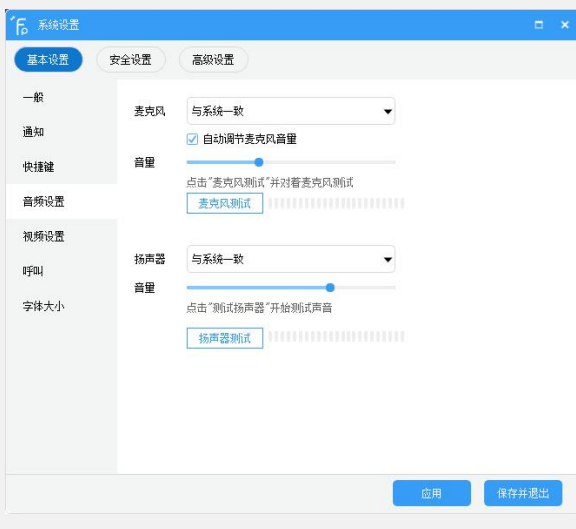 系统设置
基本设置 安全设置 高级设置
一般
通知
快捷键
音频设置
视频设置
呼叫
字体大小
麦克风 与系统一致
自动调节麦克风音量
音量
点击"麦克风测试"并对着麦克风测试
麦克风测试
扬声器 与系统一致
音量
点击"测试扬声器"开始测试声音
扬声器测试
应用 保存并退出